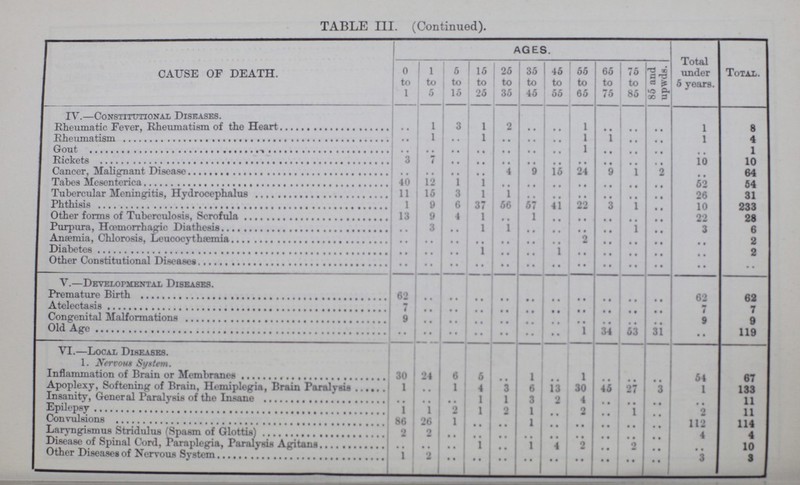 TABLE III. (Continued).
CAUSE OF DEATH. AGES. Total under 5 years. TOTAL.
0 to 1 1 to 5 5 to 15 15 to 25 25 to 35 35 to 45 45 to 55 55 to 65 65 to 75 75 to 85 85 and upwds.
IV.—CONSTITUTIONAL DISEASES.
Rheumatic Fever, Rheumatism of the Heart .. 1 3 1 2 .. .. 1 .. .. .. 1 8
Rheumatism .. 1 .. 1 .. .. .. 1 1 .. .. 1 4
Gout .. .. .. .. .. .. .. 1 .. .. .. .. 1
Rickets 3 7 .. .. .. .. .. .. .. .. .. 10 10
Cancer, Malignant Disease .. .. .. .. 4 9 15 24 9 1 2 .. 64
Tabes Mesenterica 40 12 1 1 .. .. .. .. .. .. .. 52 54
Tubercular Meningitis, Hydrocephalus 11 15 3 1 1 .. .. .. .. .. .. 26 31
Phthisis 1 9 6 37 56 57 41 22 3 1 .. 10 233
Other forms of Tuberculosis, Scrofula 13 9 4 1 .. 1 .. .. .. .. .. 22 28
Purpura, Hœmorrhagic Diathesis .. 3 .. 1 1 .. .. .. .. 1 .. 3 6
Anæmia, Chlorosis, Leucocythæmia .. .. .. .. .. .. .. 2 .. .. .. .. 2
Diabetes .. .. .. 1 .. .. 1 .. .. .. .. .. 2
Other Constitutional Diseases .. .. .. .. .. .. .. .. .. .. .. .. ..
V.—DEVELOPMENTAL DISEASES.
Premature Birth 62 .. .. .. .. .. .. .. .. .. .. 62 62
Atelectasis 7 .. .. .. .. .. .. .. .. .. .. 7 7
Congenital Malformations 9 .. .. .. .. .. .. .. .. .. .. 9 9
Old Age .. .. .. .. .. .. .. 1 34 53 31 .. 119
VI.—LOCAL DISEASES.
1. Nervous System.
Inflammation of Brain or Membranes 30 24 6 5 .. 1 .. 1 .. .. .. 54 67
Apoplexy, Softening of Brain, Hemiplegia, Brain Paralysis 1 .. 1 4 3 6 13 30 45 27 3 1 133
Insanity, General Paralysis of the Insane .. .. .. 1 1 3 2 4 .. .. .. .. 11
Epilepsy 1 1 2 1 2 1 .. 2 .. 1 .. 2 11
Convulsions 86 26 1 .. .. 1 .. .. .. .. .. 112 114
Laryngismus Stridulus (Spasm of Glottis) 2 2 .. .. .. .. .. .. .. .. .. 4 4
Disease of Spinal Cord, Paraplegia, Paralysis Agitans .. .. .. 1 .. 1 4 2 .. 2 .. .. 10
Other Diseases of Nervous System 1 2 .. .. .. .. .. .. .. .. .. 3 3